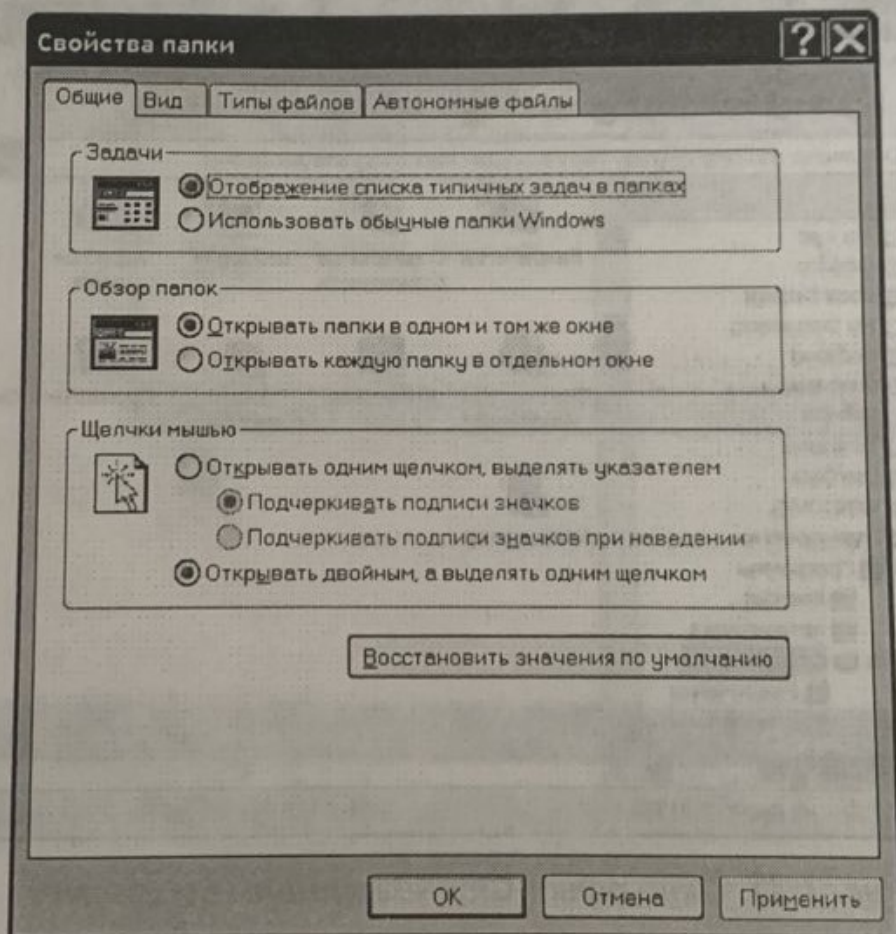 Свойства папки
Общие Вид Типы файлов Автономные файлы
Задачи
Отображение списка типичных задач в папках
Использовать обычные папки Windows
Обзор папок
Открывать папки в одном и том же окне
Открывать каждую папку в отдельном окне
Щелчки мышью
Открывать одним щелчком, выделять указателем
Подчеркивать подписи значков
Подчеркивать подписи значков при наведении
Открывать двойным, а выделять одним щелчком
Восстановить значения по умолчанию
ОК Отмена Применить